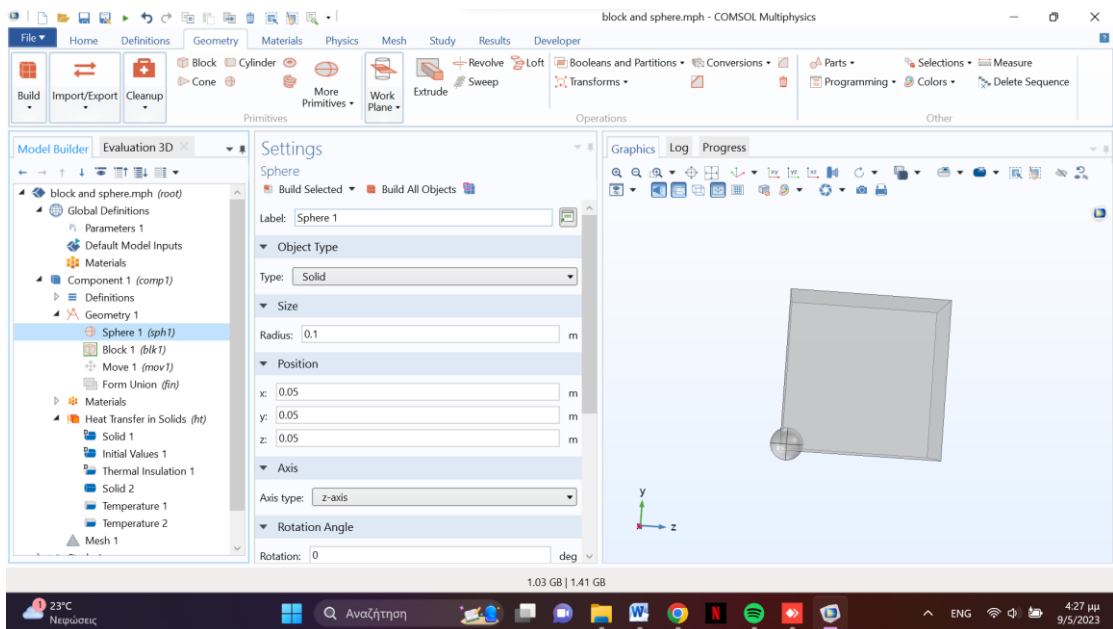 block and sphere.mph - COMSOL Multiphysics
File Home Definitions Geometry Materials Physics Mesh Study Results Developer
Block Cylinder Revolve Loft Booleans and Partitions Conversions Parts Selections Measure
Cone Sweep Transforms Programming Colors Delete Sequence
Build Import/Export Cleanup More Primitives Work Plane Extrude
Primitives Operations Other
Model Builder Evaluation 3D
block and sphere.mph (root)
Global Definitions
Pi Parameters 1
Default Model Inputs
Materials
Component 1 (comp1)
Definitions
Geometry 1
Sphere 1 (sph1)
Block 1 (blk1)
Move 1 (mov1)
Form Union (fin)
Materials
Heat Transfer in Solids (ht)
Solid 1
Initial Values 1
Thermal Insulation 1
Solid 2
Temperature 1
Temperature 2
Mesh 1
Settings
Sphere
Build Selected Build All Objects
Label: Sphere 1
Object Type
Type: Solid
Size
Radius: 0.1 m
Position
x: 0.05 m
y: 0.05 m
z: 0.05 m
Axis
Axis type: z-axis
Rotation Angle
Rotation: 0 deg
Graphics Log Progress
y
z
1.03 GB | 1.41 GB
1
23°C
Νεφώσεις
Αναζήτηση
W
N
ENG
4:27 μμ
9/5/2023